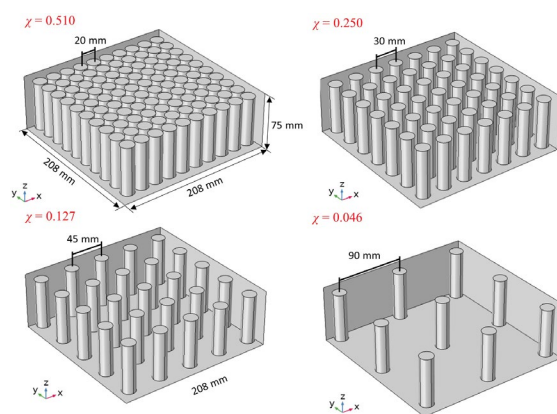 χ = 0.510
20 mm
75 mm
208 mm
208 mm
z
y
x
χ = 0.250
30 mm
z
y
x
χ = 0.127
45 mm
208 mm
z
y
x
χ = 0.046
90 mm
z
y
x